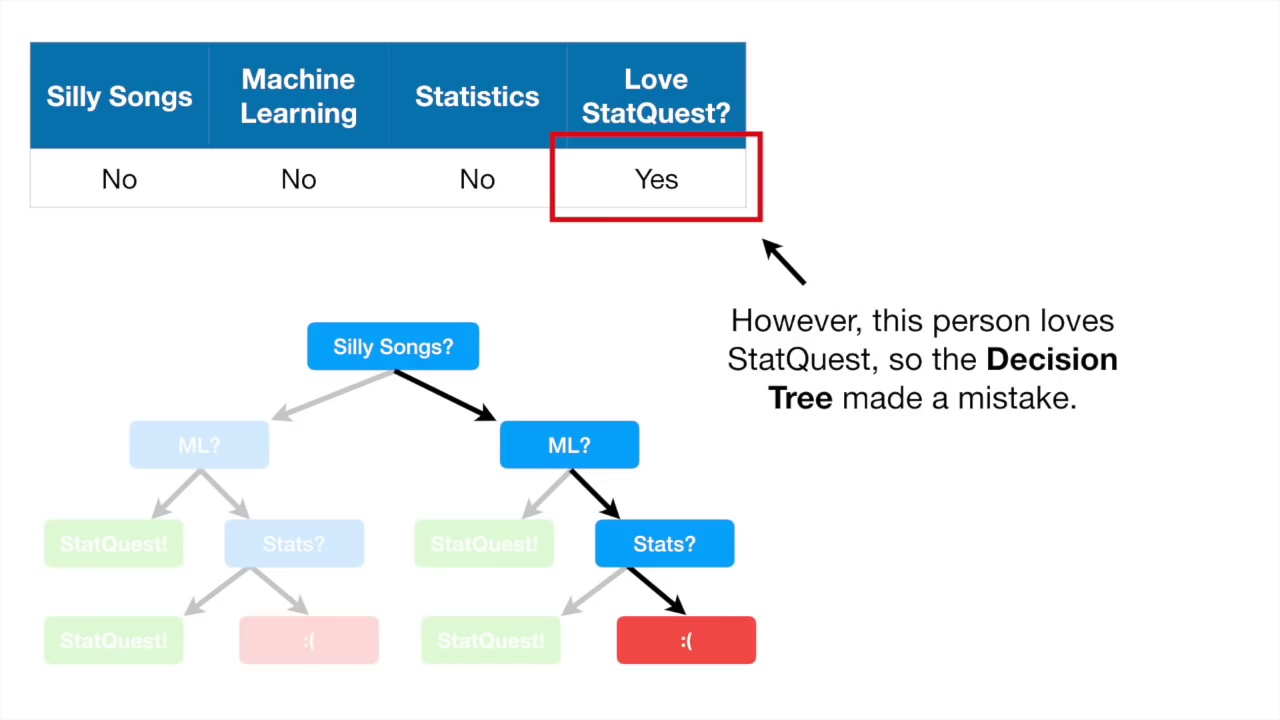 Silly Songs
Machine
Learning
Statistics
Love
StatQuest?
No
No
No
Yes
However, this person loves
StatQuest, so the Decision
Tree made a mistake.
Silly Songs?
ML?
ML?
StatQuest!
Stats?
StatQuest!
Stats?
StatQuest!
:(
StatQuest!
:(